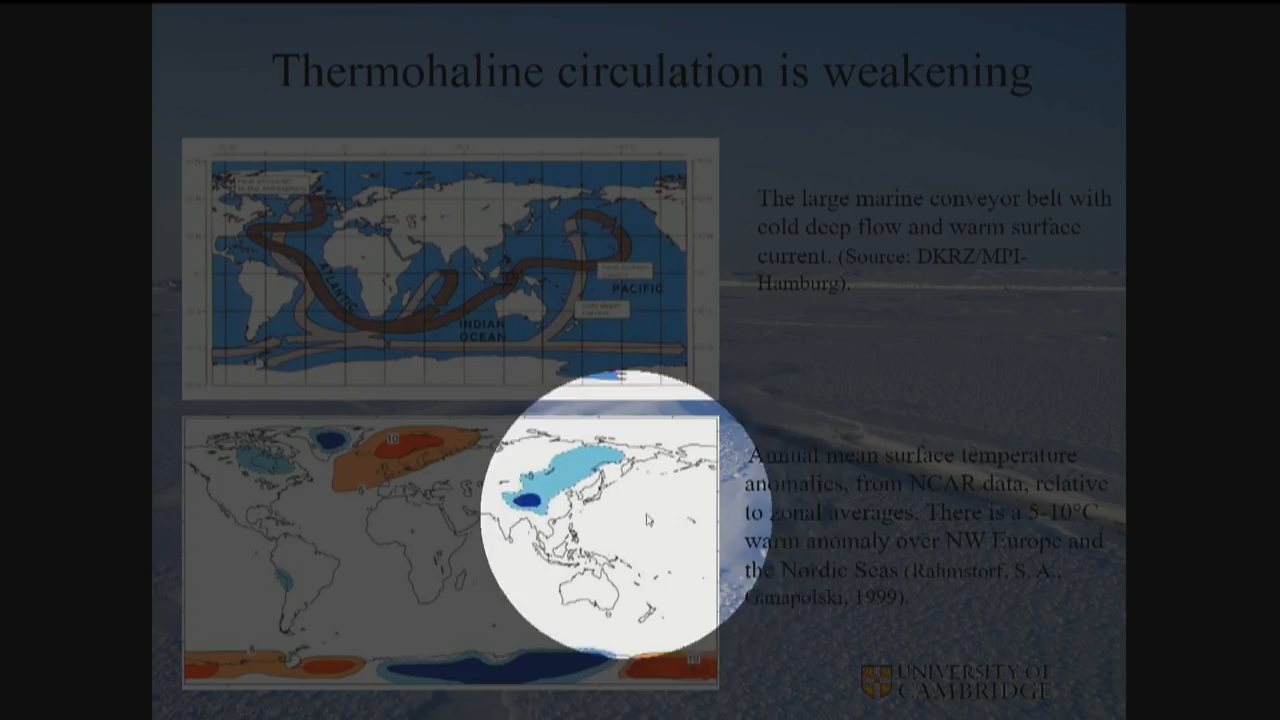 Thermohaline circulation is weakening
ATLANTIC
INDIAN
OCEAN
PACIFIC
The large marine conveyor belt with
cold deep flow and warm surface
current. (Source: DKRZ/MPI-
Hamburg).
10
Annual mean surface temperature
anomalies, from NCAR data, relative
to zonal averages. There is a 5-10°C
warm anomaly over NW Europe and
the Nordic Seas (Rahmstorf, S. A.,
Ganapolski, 1999).
10
UNIVERSITY OF
CAMBRIDGE